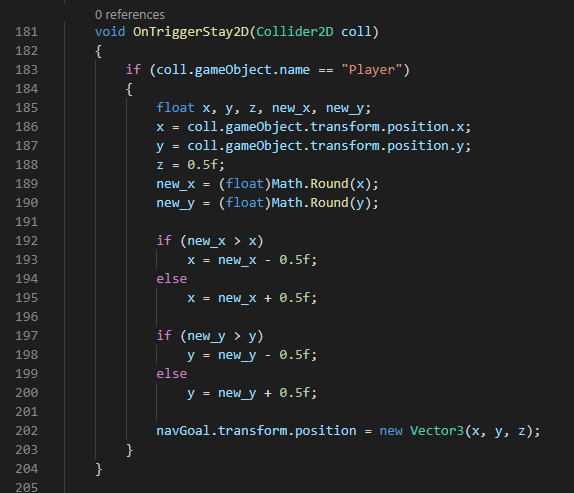 0 references
181 void OnTriggerStay2D(Collider2D coll)
182 {
183 if (coll.gameObject.name == "Player")
184 {
185 float x, y, z, new_x, new_y;
186 x = coll.gameObject.transform.position.x;
187 y = coll.gameObject.transform.position.y;
188 z = 0.5f;
189 new_x = (float)Math.Round(x);
190 new_y = (float)Math.Round(y);
191
192 if (new_x > x)
193 x = new_x - 0.5f;
194 else
195 x = new_x + 0.5f;
196
197 if (new_y > y)
198 y = new_y - 0.5f;
199 else
200 y = new_y + 0.5f;
201
202 navGoal.transform.position = new Vector3(x, y, z);
203 }
204 }
205